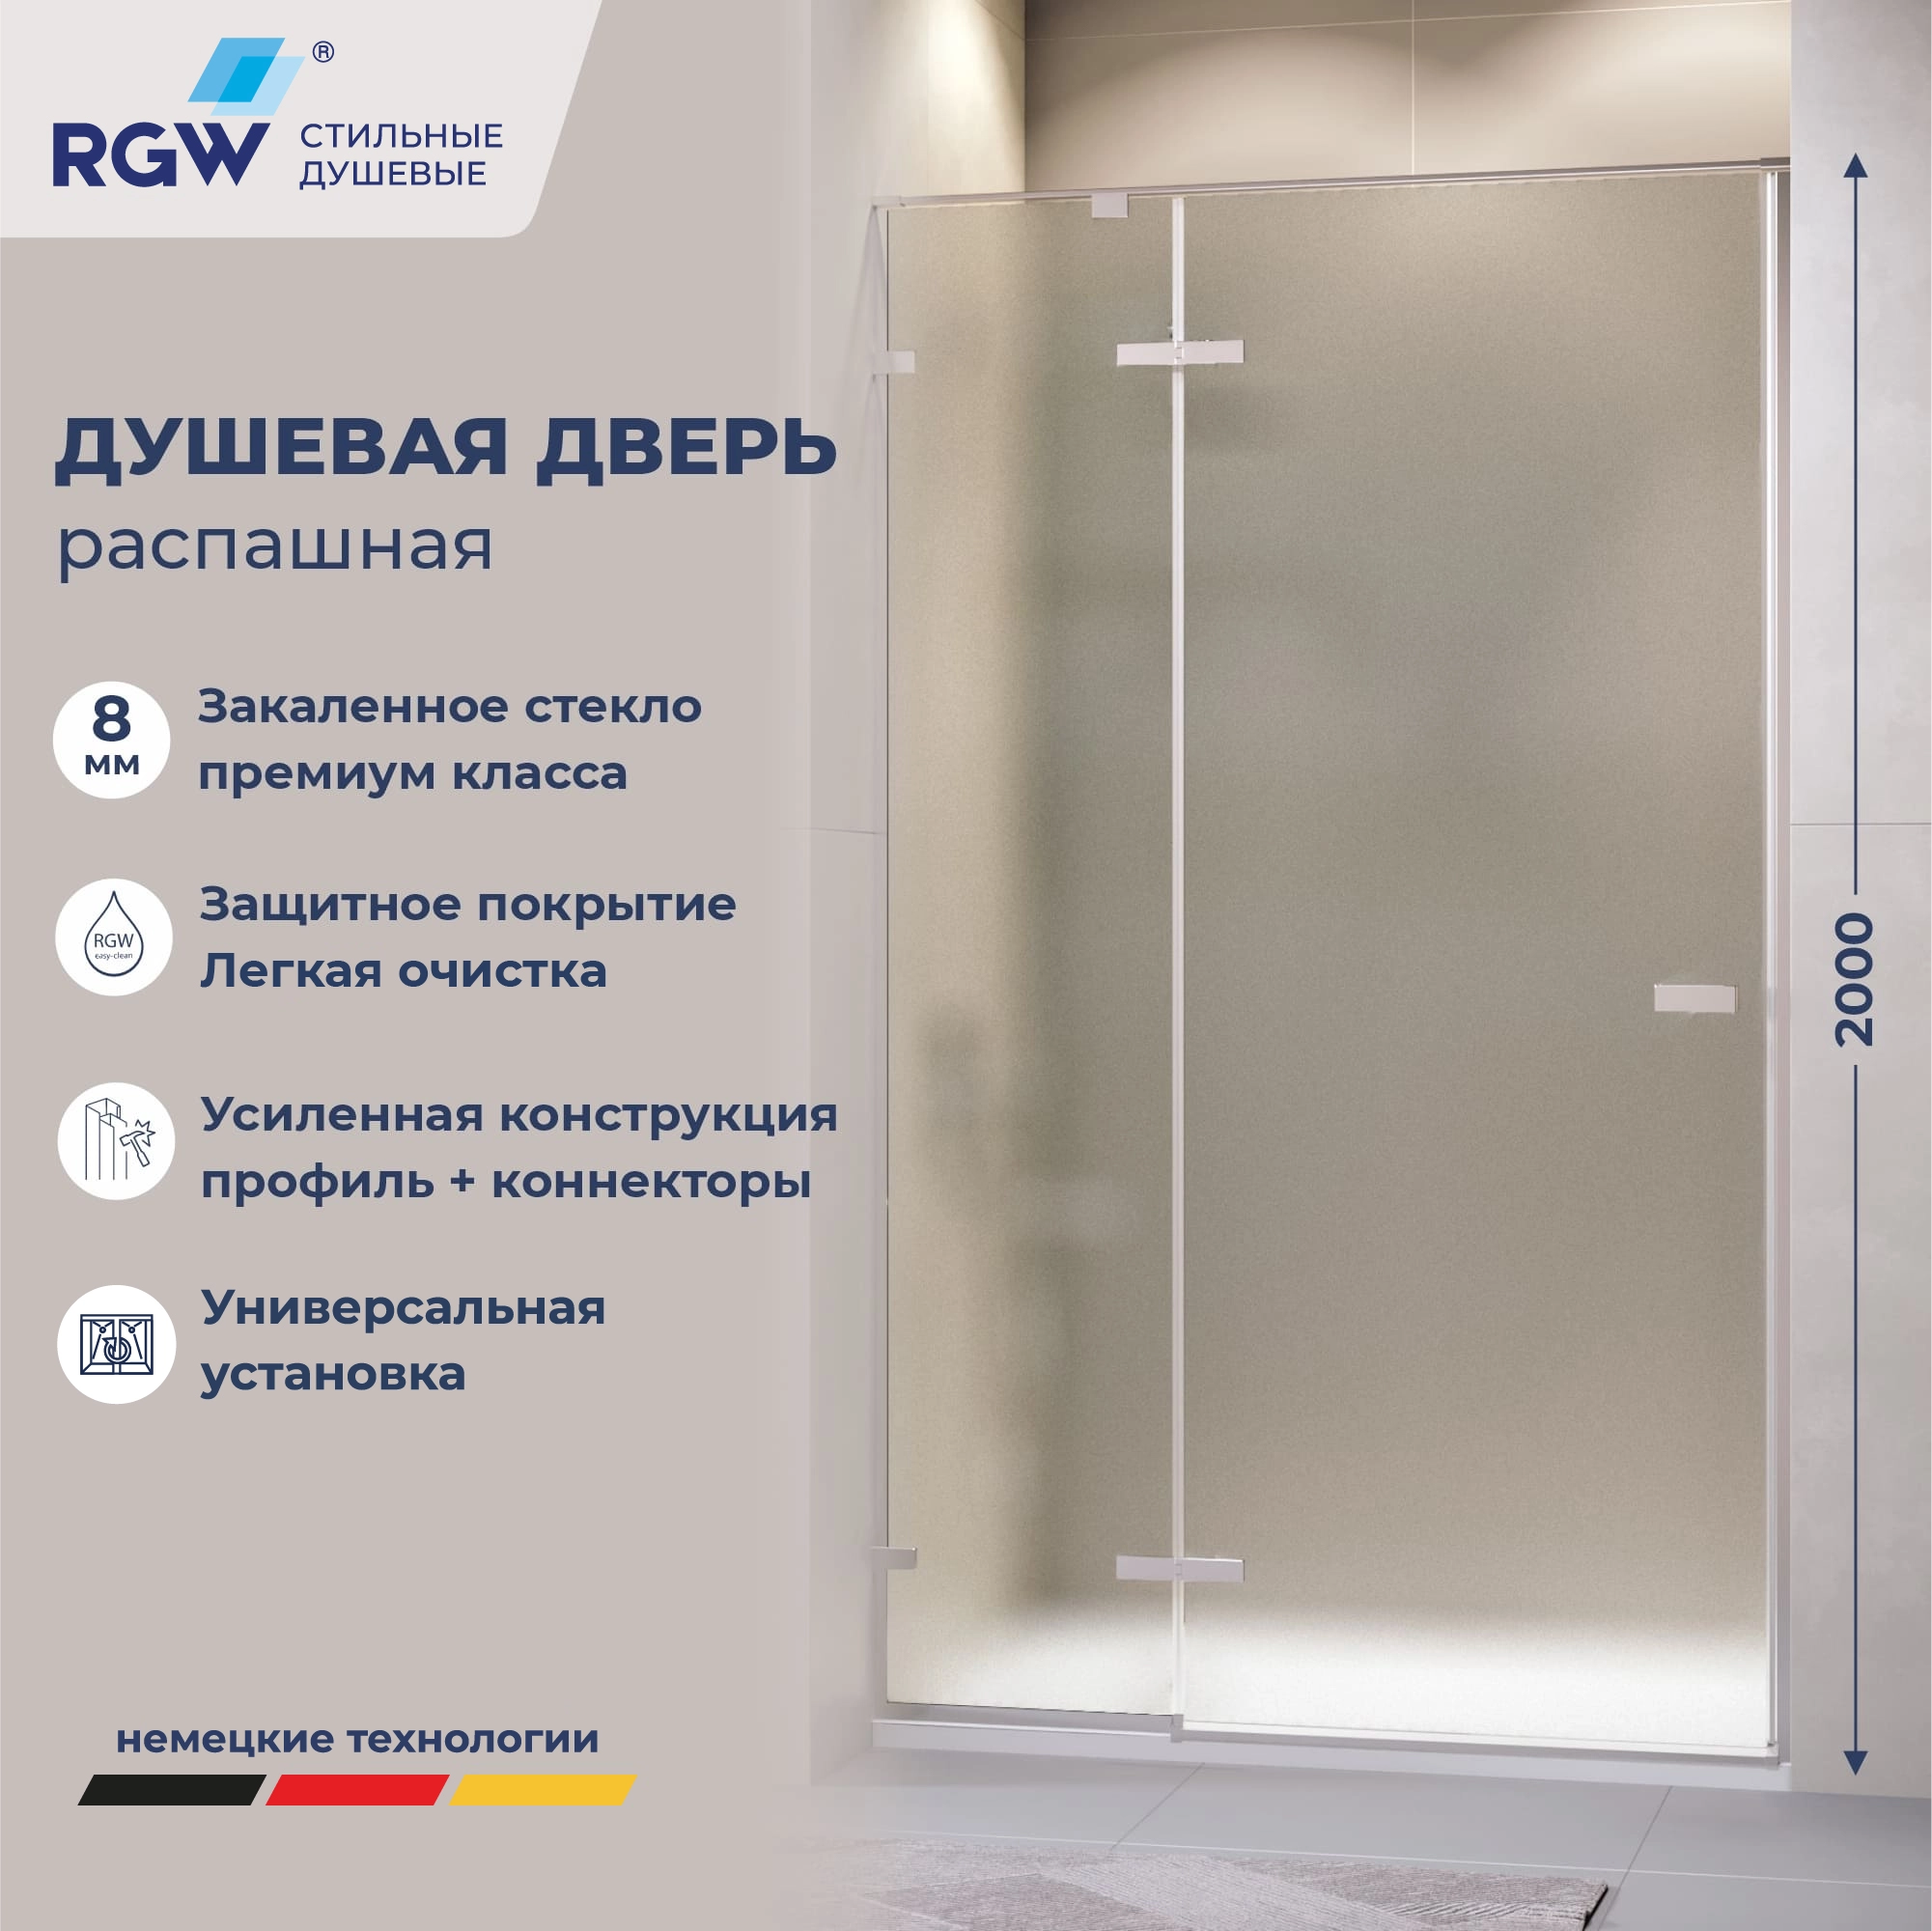 ®
RGW
СТИЛЬНЫЕ
ДУШЕВЫЕ
ДУШЕВАЯ ДВЕРЬ
распашная
8
мм
Закаленное стекло
премиум класса
RGW
easy-clean
Защитное покрытие
Легкая очистка
Усиленная конструкция
профиль + коннекторы
Универсальная
установка
немецкие технологии
2000